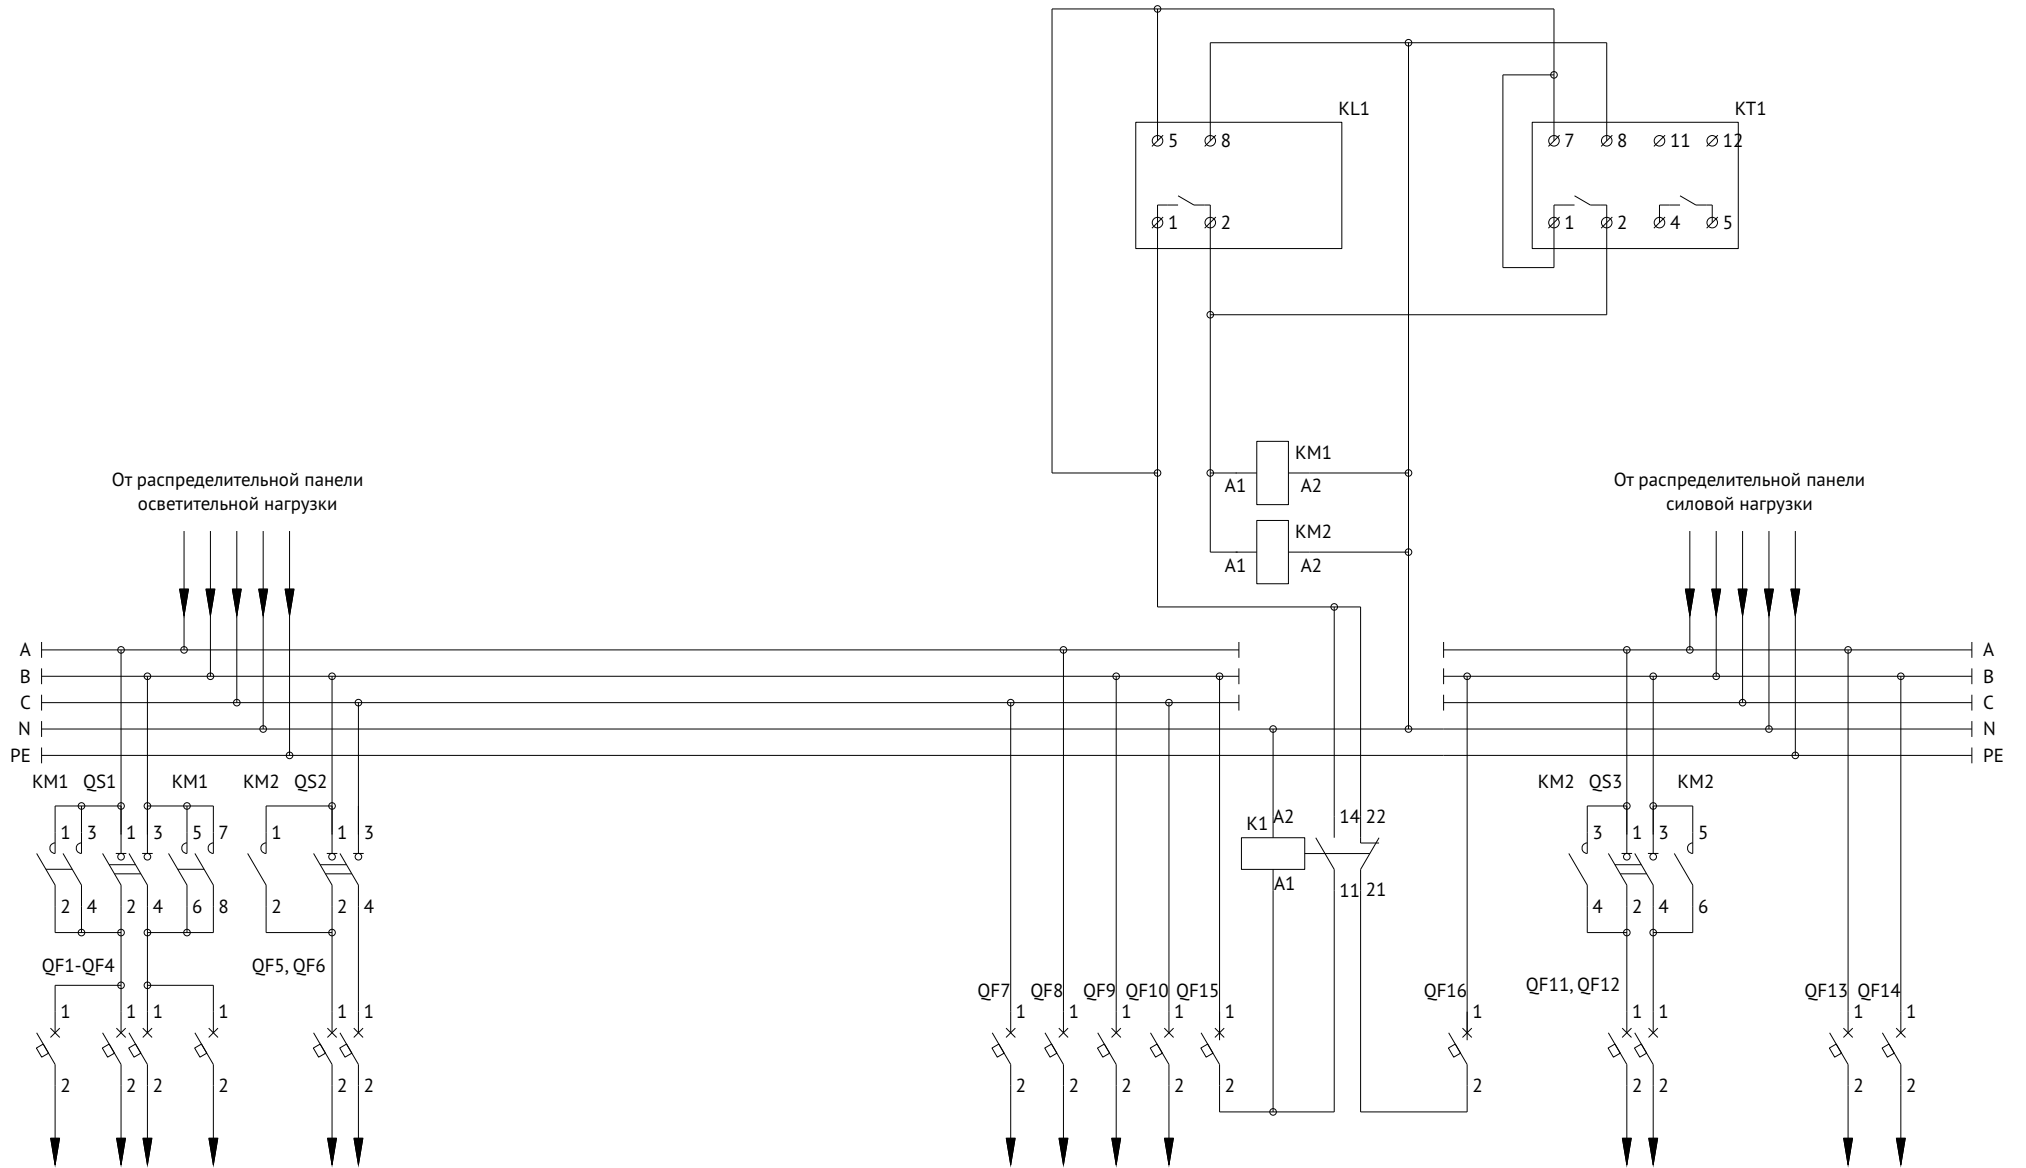 KL1
KT1
5 8
7 8 11 12
1 2
1 2 4 5
KM1
A1 A2
KM2
A1 A2
От распределительной панели
осветительной нагрузки
От распределительной панели
силовой нагрузки
A A
B B
C C
N N
PE PE
KM1 QS1 KM1 KM2 QS2 KM2 QS3 KM2
1 3 1 3 5 7 1 1 3 K1 A2 14 22 3 1 3 5
2 4 2 4 6 8 2 2 4 A1 11 21 4 2 4 6
QF1-QF4 QF5, QF6 QF7 QF8 QF9 QF10 QF15 QF16 QF11, QF12 QF13 QF14
1 1 1 1 1 1 1 1 1 1 1 1 1 1 1 1
2 2 2 2 2 2 2 2 2 2 2 2 2 2 2 2